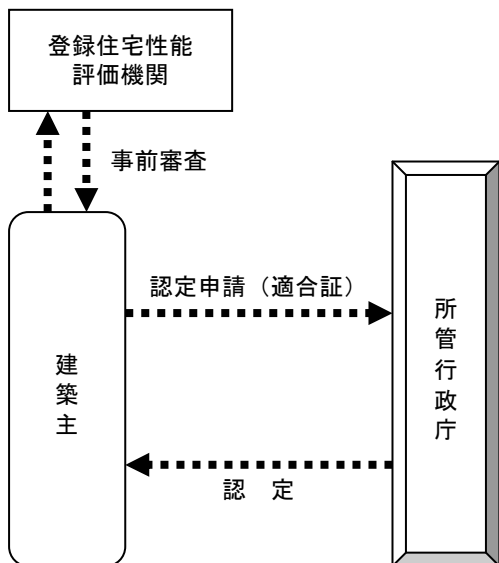 登録住宅性能
評価機関
事前審査
認定申請（適合証）
建築主
所管行政庁
認　定